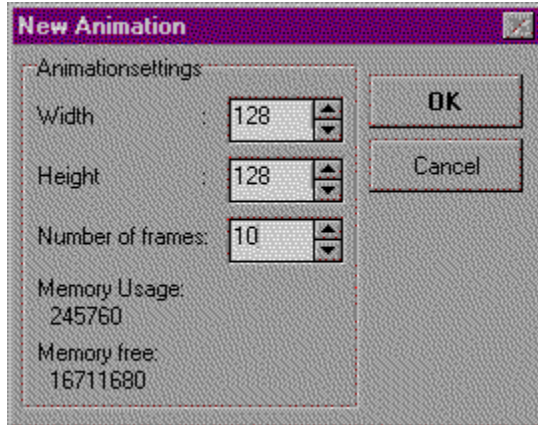 New Animation
Animationsettings
Width : 128
Height : 128
Number of frames: 10
Memory Usage:
245760
Memory free:
16711680
OK
Cancel